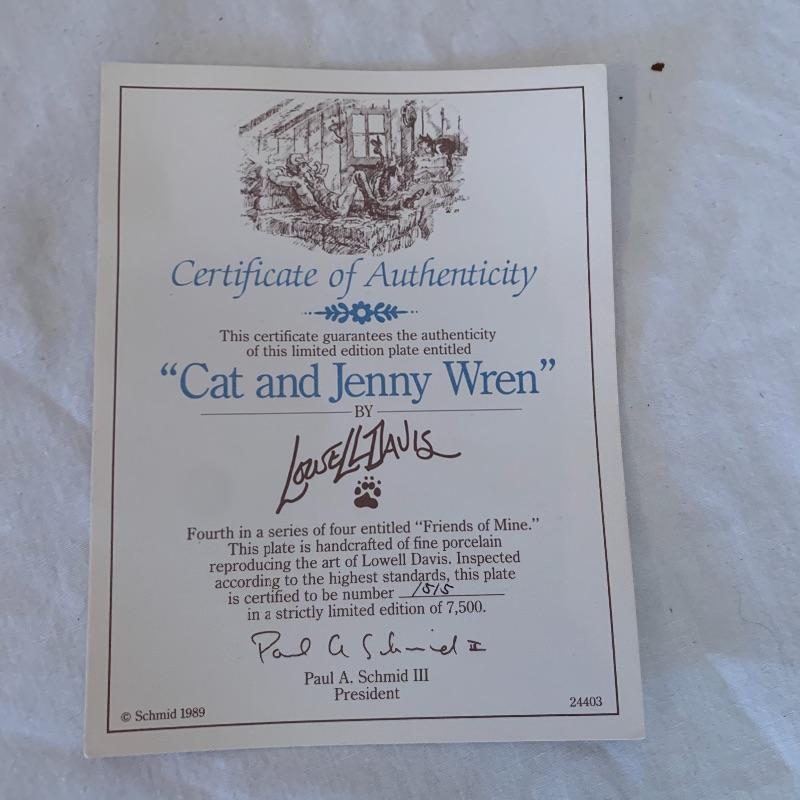 Certificate of Authenticity
This certificate guarantees the authenticity
of this limited edition plate entitled
“Cat and Jenny Wren”
BY
LOWELL DAVIS
Fourth in a series of four entitled “Friends of Mine.”
This plate is handcrafted of fine porcelain
reproducing the art of Lowell Davis. Inspected
according to the highest standards, this plate
is certified to be number 1515
in a strictly limited edition of 7,500.
Paul A Schmid III
Paul A. Schmid III
President
© Schmid 1989
24403